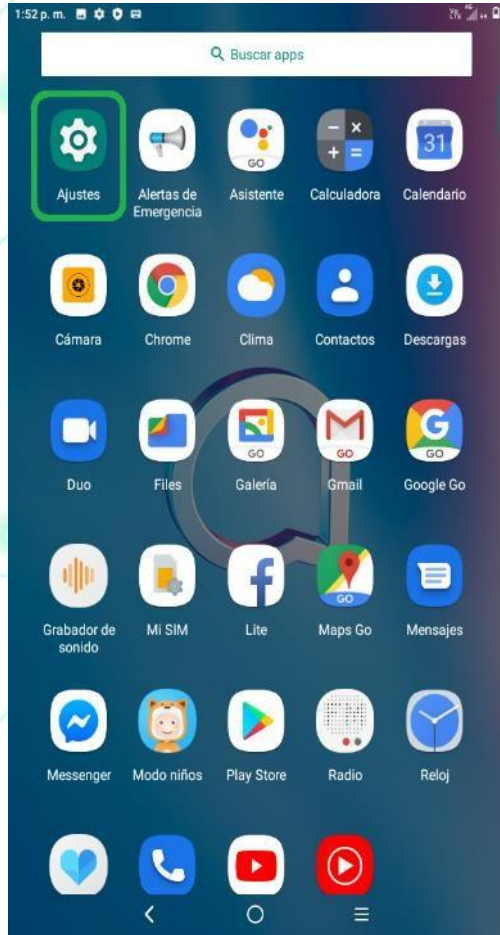 1:52 p. m.
4G
Buscar apps
GO
31
Ajustes
Alertas de
Emergencia
Asistente
Calculadora
Calendario
Cámara
Chrome
Clima
Contactos
Descargas
GO
GO
GO
Duo
Files
Galería
Gmail
Google Go
GO
Grabador de
sonido
Mi SIM
Lite
Maps Go
Mensajes
Messenger
Modo niños
Play Store
Radio
Reloj